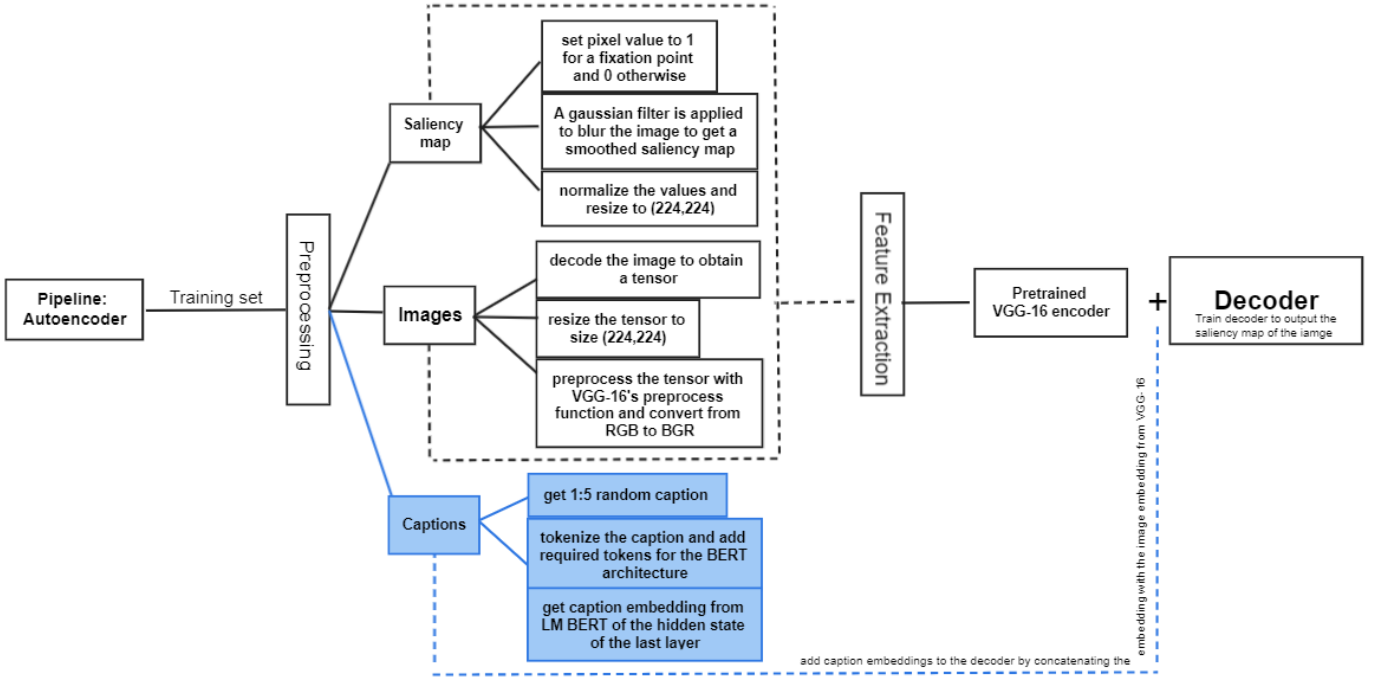 Pipeline:
Autoencoder
Training set
Preprocessing
Saliency
map
set pixel value to 1
for a fixation point
and 0 otherwise
A gaussian filter is applied
to blur the image to get a
smoothed saliency map
normalize the values and
resize to (224,224)
Images
decode the image to obtain
a tensor
resize the tensor to
size (224,224)
preprocess the tensor with
VGG-16's preprocess
function and convert from
RGB to BGR
Captions
get 1:5 random caption
tokenize the caption and add
required tokens for the BERT
architecture
get caption embedding from
LM BERT of the hidden state
of the last layer
Feature Extraction
Pretrained
VGG-16 encoder
+
Decoder
Train decoder to output the
saliency map of the iamge
add caption embeddings to the decoder by concatenating the
embedding with the image embedding from VGG-16